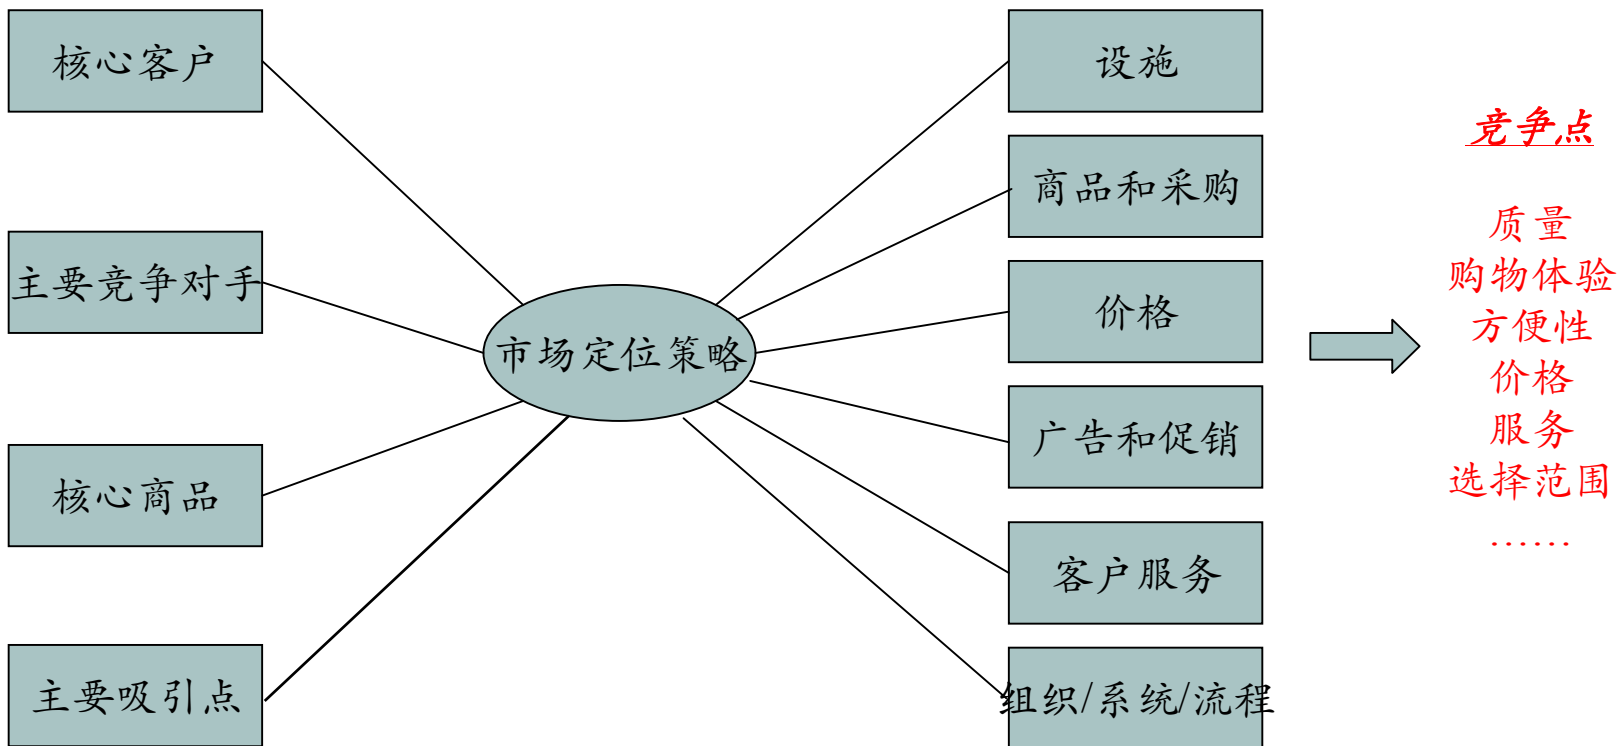 核心客户
主要竞争对手
核心商品
主要吸引点
市场定位策略
设施
商品和采购
价格
广告和促销
客户服务
组织/系统/流程
竞争点
质量
购物体验
方便性
价格
服务
选择范围
......